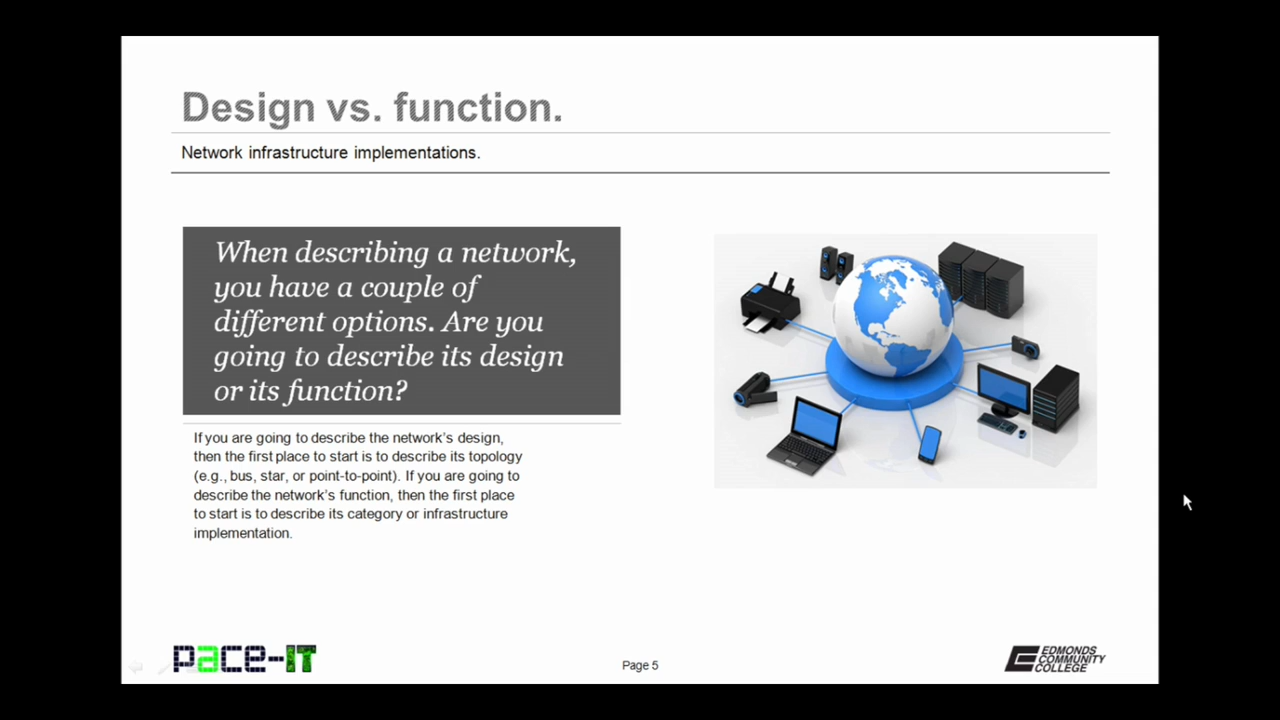 Design vs. function.
Network infrastructure implementations.
When describing a network,
you have a couple of
different options. Are you
going to describe its design
or its function?
If you are going to describe the network's design,
then the first place to start is to describe its topology
(e.g., bus, star, or point-to-point). If you are going to
describe the network's function, then the first place
to start is to describe its category or infrastructure
implementation.
pace-IT
Page 5
EDMONDS
COMMUNITY
COLLEGE